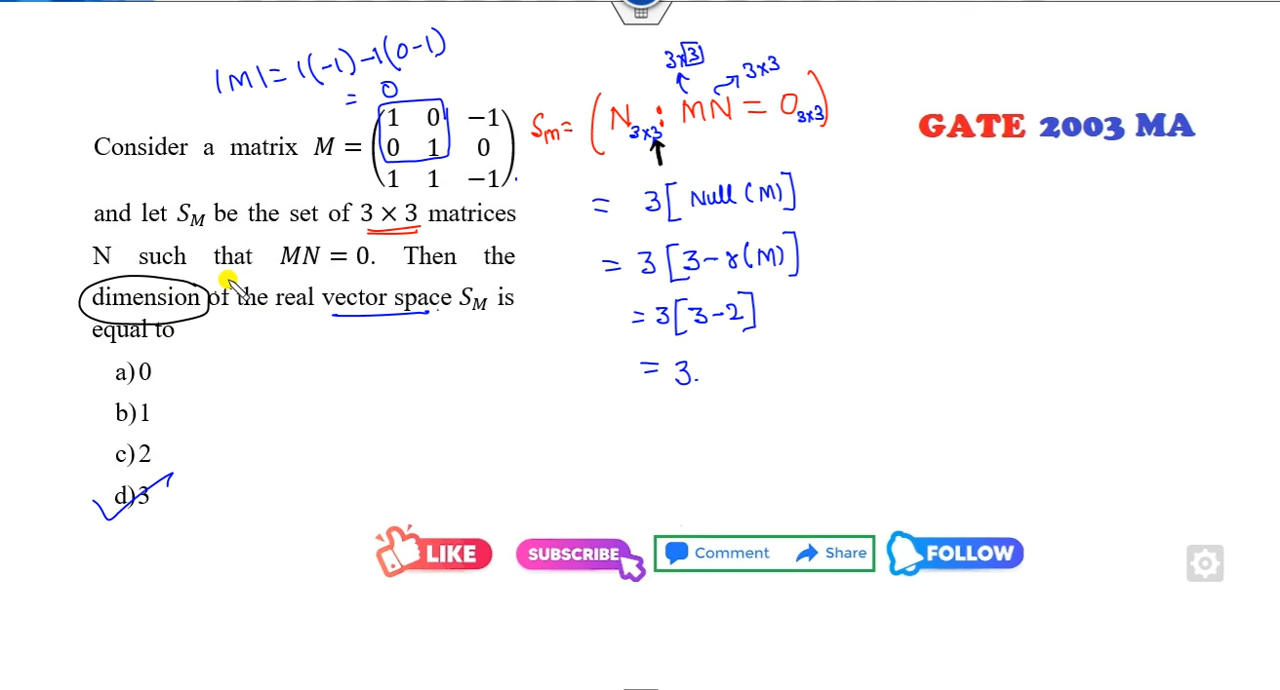 |M| = 1(-1) -1(0-1)
= 0
3×3
3×3
Consider a matrix M = (1 0 −1
0 1 0
1 1 −1).
S_M = (N_3×3 : MN = O_3×3)
GATE 2003 MA
and let S_M be the set of 3 × 3 matrices
N such that MN = 0. Then the
dimension of the real vector space S_M is
equal to
a) 0
b) 1
c) 2
d) 3
= 3[Null(M)]
= 3[3-r(M)]
= 3[3-2]
= 3.
LIKE SUBSCRIBE Comment Share FOLLOW